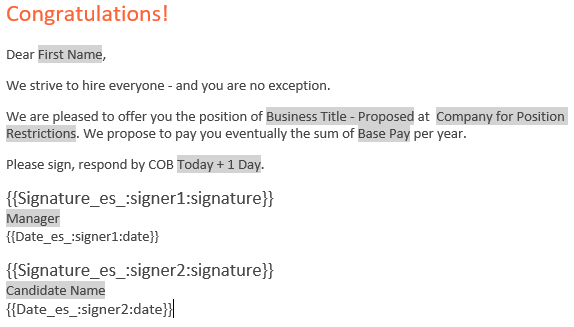 Congratulations!
Dear First Name,
We strive to hire everyone - and you are no exception.
We are pleased to offer you the position of Business Title - Proposed at Company for Position
Restrictions. We propose to pay you eventually the sum of Base Pay per year.
Please sign, respond by COB Today + 1 Day.
{{Signature_es_:signer1:signature}}
Manager
{{Date_es_:signer1:date}}
{{Signature_es_:signer2:signature}}
Candidate Name
{{Date_es_:signer2:date}}